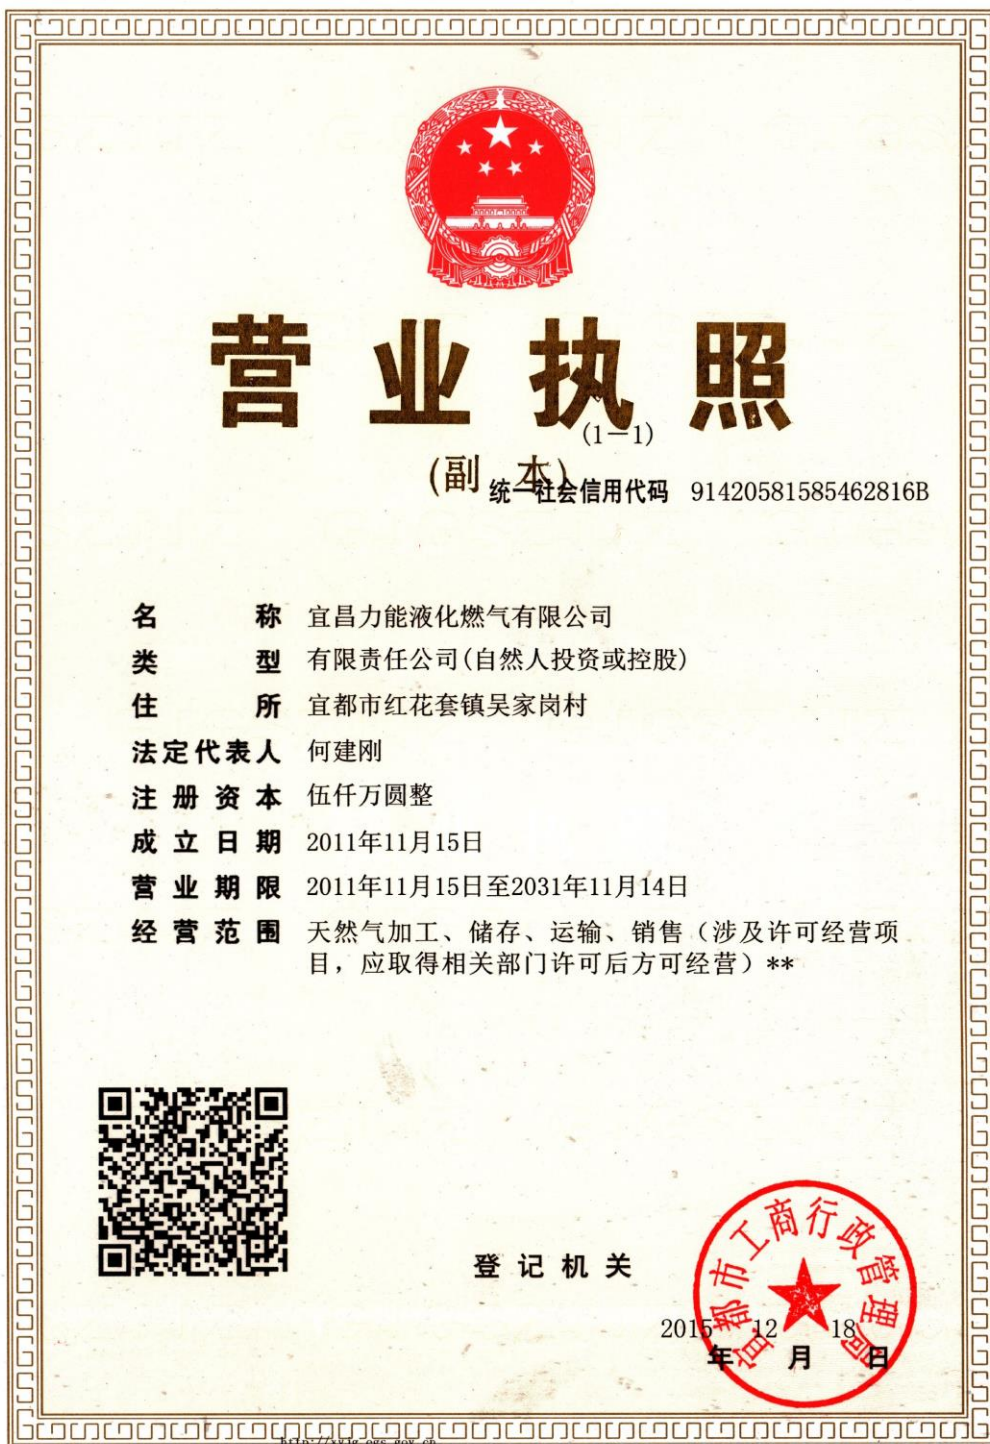 营业执照
(1-1)
(副 本)
统一社会信用代码 91420581585462816B
名称 宜昌力能液化燃气有限公司
类型 有限责任公司(自然人投资或控股)
住所 宜都市红花套镇吴家岗村
法定代表人 何建刚
注册资本 伍仟万圆整
成立日期 2011年11月15日
营业期限 2011年11月15日至2031年11月14日
经营范围 天然气加工、储存、运输、销售（涉及许可经营项
目，应取得相关部门许可后方可经营）**
登记机关
宜都市工商行政管理局
2015年12月18日